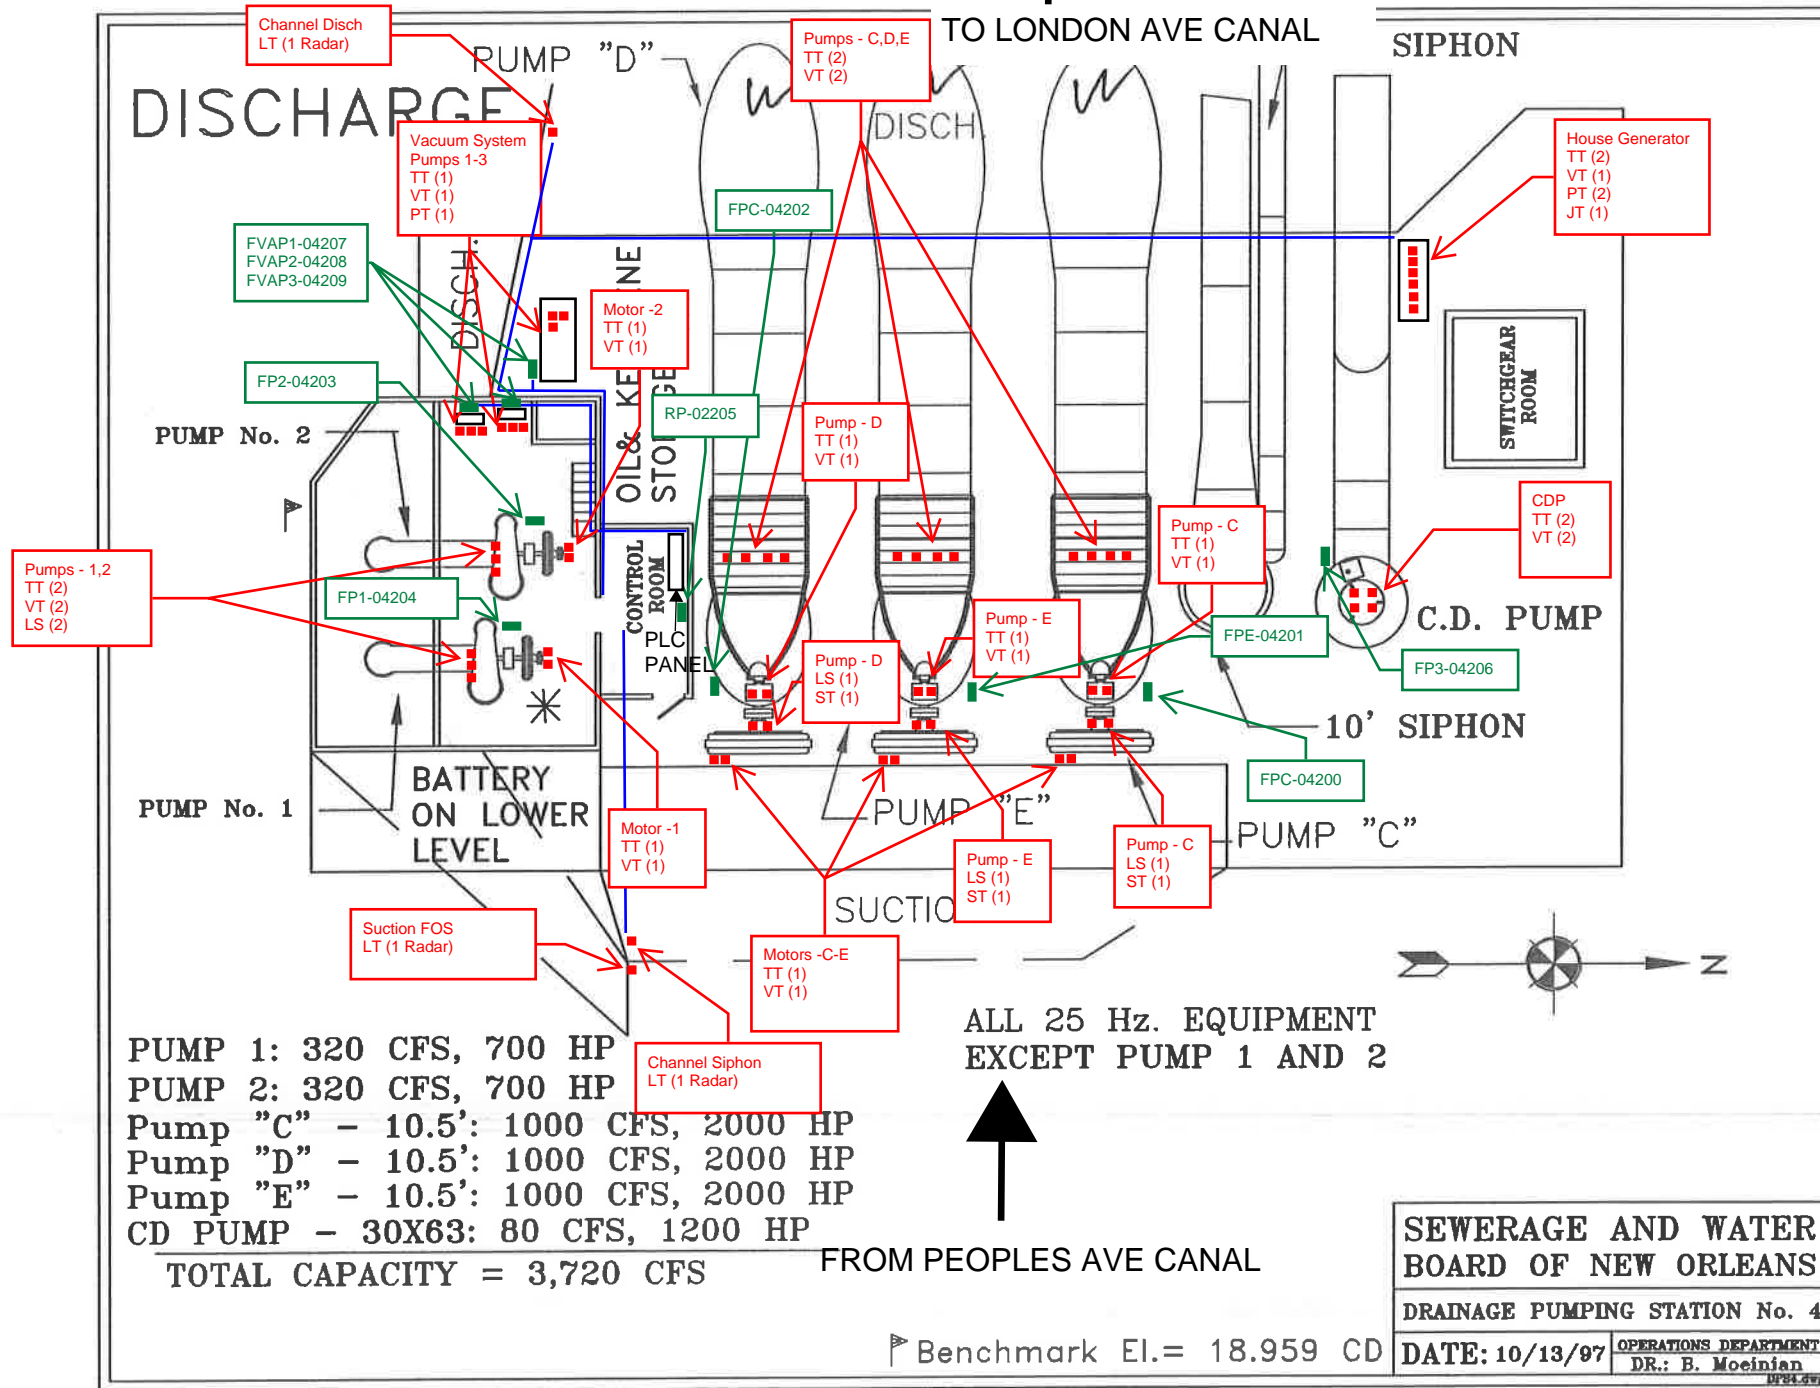 TO LONDON AVE CANAL
SIPHON
Channel Disch
LT (1 Radar)
PUMP "D"
Pumps - C,D,E
TT (2)
VT (2)
DISCHARGE
DISCH.
Vacuum System
Pumps 1-3
TT (1)
VT (1)
PT (1)
House Generator
TT (2)
VT (1)
PT (2)
JT (1)
FPC-04202
FVAP1-04207
FVAP2-04208
FVAP3-04209
DISCH.
OIL& KE NE
STO GE
Motor -2
TT (1)
VT (1)
FP2-04203
RP-02205
SWITCHGEAR
ROOM
PUMP No. 2
Pump - D
TT (1)
VT (1)
CDP
TT (2)
VT (2)
Pump - C
TT (1)
VT (1)
Pumps - 1,2
TT (2)
VT (2)
LS (2)
FP1-04204
CONTROL
ROOM
PLC
PANEL
Pump - E
TT (1)
VT (1)
FPE-04201
C.D. PUMP
Pump - D
LS (1)
ST (1)
FP3-04206
10' SIPHON
FPC-04200
BATTERY
ON LOWER
LEVEL
PUMP No. 1
PUMP "E"
PUMP "C"
Motor -1
TT (1)
VT (1)
Pump - E
LS (1)
ST (1)
Pump - C
LS (1)
ST (1)
SUCTIO
Suction FOS
LT (1 Radar)
Motors -C-E
TT (1)
VT (1)
N
Channel Siphon
LT (1 Radar)
ALL 25 Hz. EQUIPMENT
EXCEPT PUMP 1 AND 2
PUMP 1: 320 CFS, 700 HP
PUMP 2: 320 CFS, 700 HP
Pump "C" - 10.5': 1000 CFS, 2000 HP
Pump "D" - 10.5': 1000 CFS, 2000 HP
Pump "E" - 10.5': 1000 CFS, 2000 HP
CD PUMP - 30X63: 80 CFS, 1200 HP
TOTAL CAPACITY = 3,720 CFS
FROM PEOPLES AVE CANAL
Benchmark El.= 18.959 CD
SEWERAGE AND WATER
BOARD OF NEW ORLEANS
DRAINAGE PUMPING STATION No. 4
DATE: 10/13/97
OPERATIONS DEPARTMENT
DR.: B. Moeinian